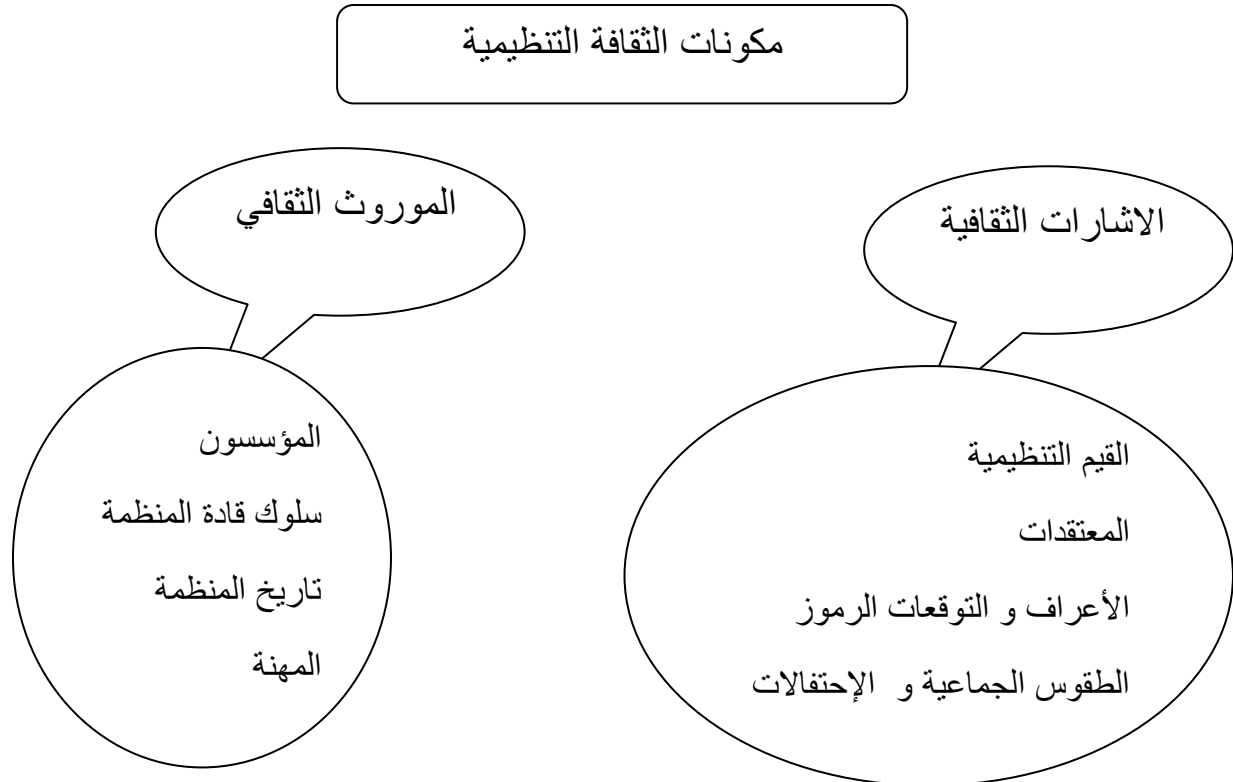 مكونات الثقافة التنظيمية
الاشارات الثقافية
القيم التنظيمية
المعتقدات
الأعراف و التوقعات الرموز
الطقوس الجماعية و الإحتفالات
الموروث الثقافي
المؤسسون
سلوك قادة المنظمة
تاريخ المنظمة
المهنة